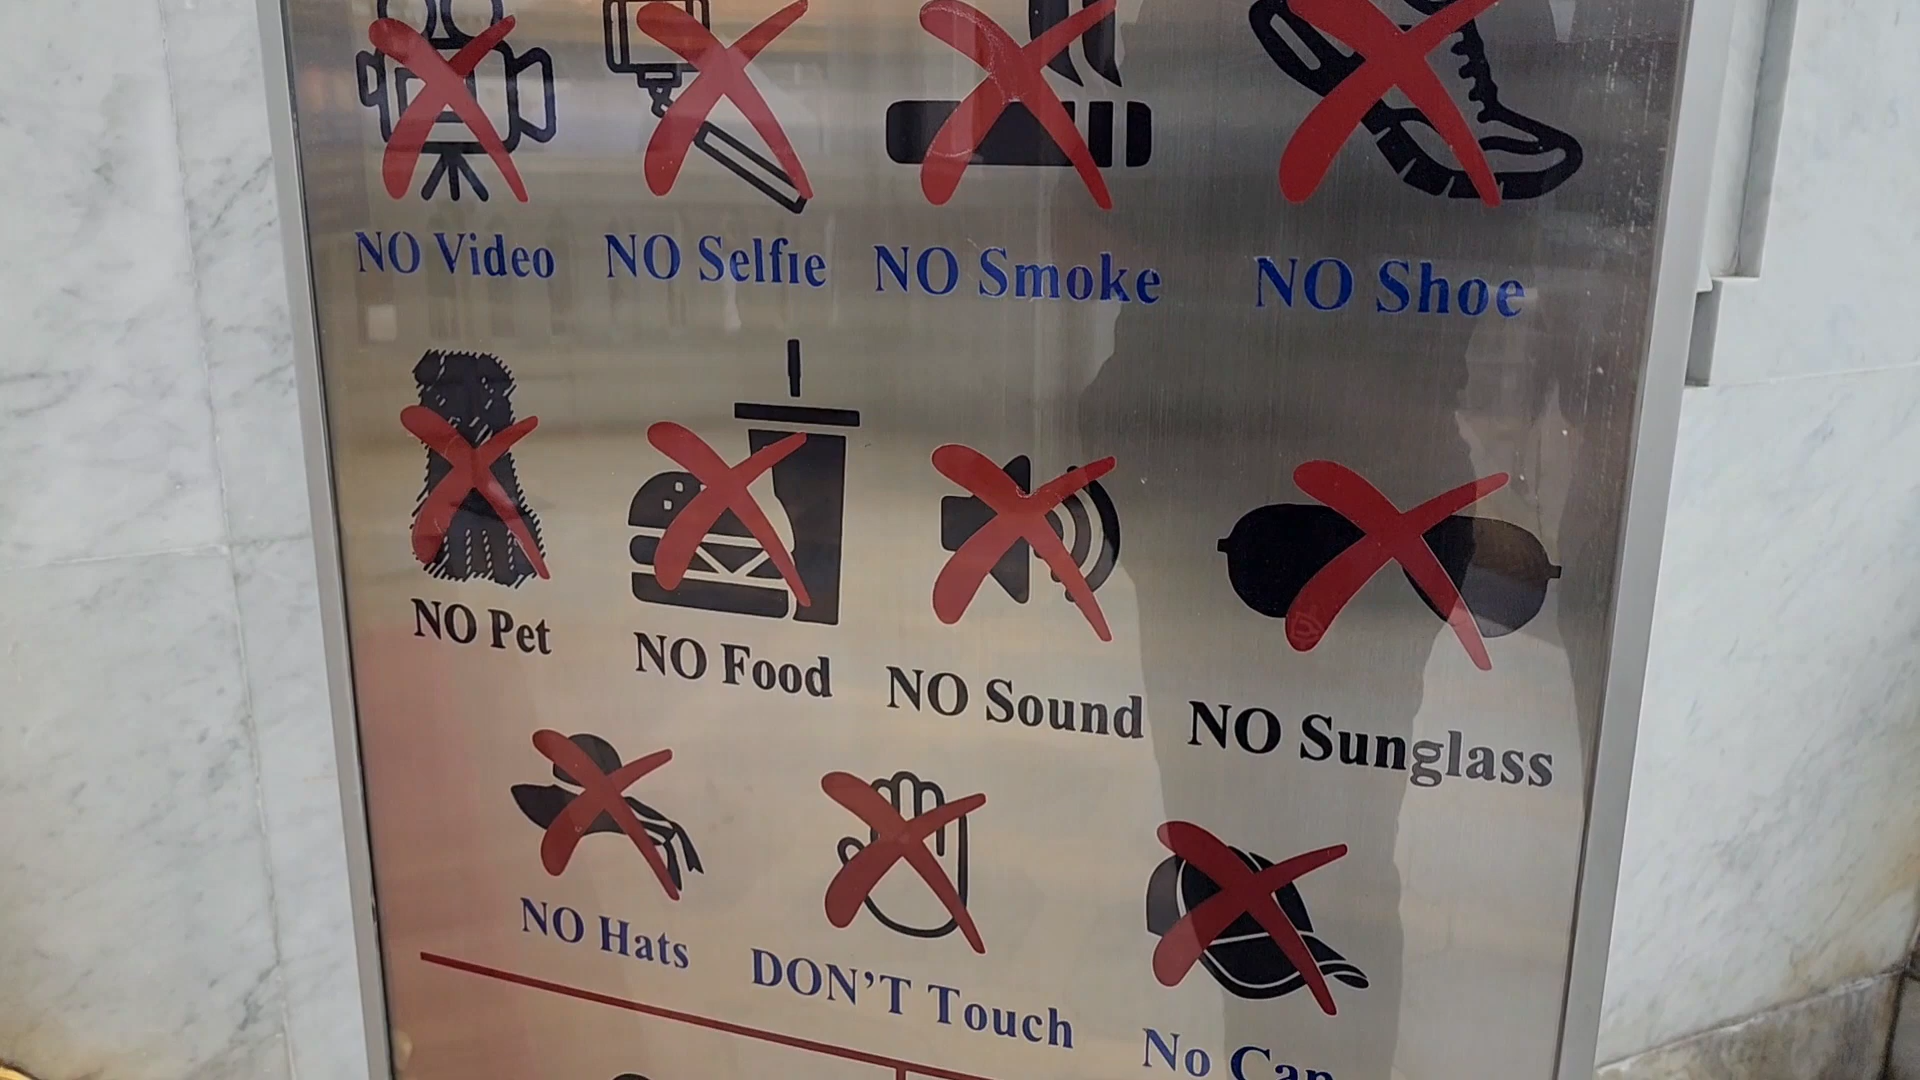 NO Video NO Selfie NO Smoke NO Shoe
NO Pet NO Food NO Sound NO Sunglass
NO Hats DON'T Touch No Cap